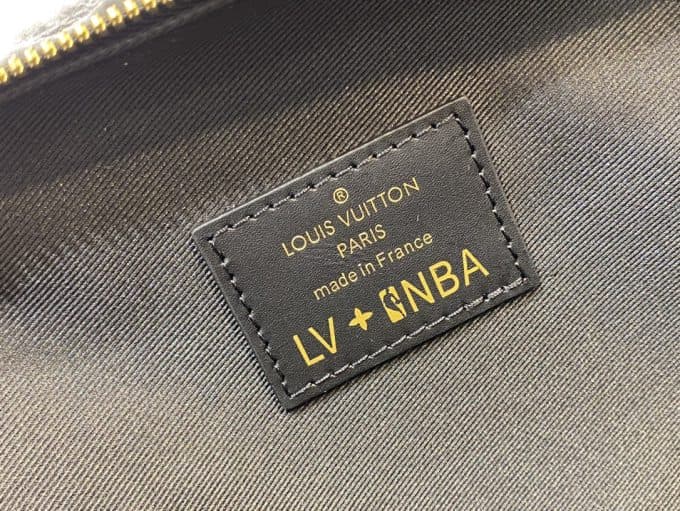 ®
LOUIS VUITTON
PARIS
made in France
LV + NBA